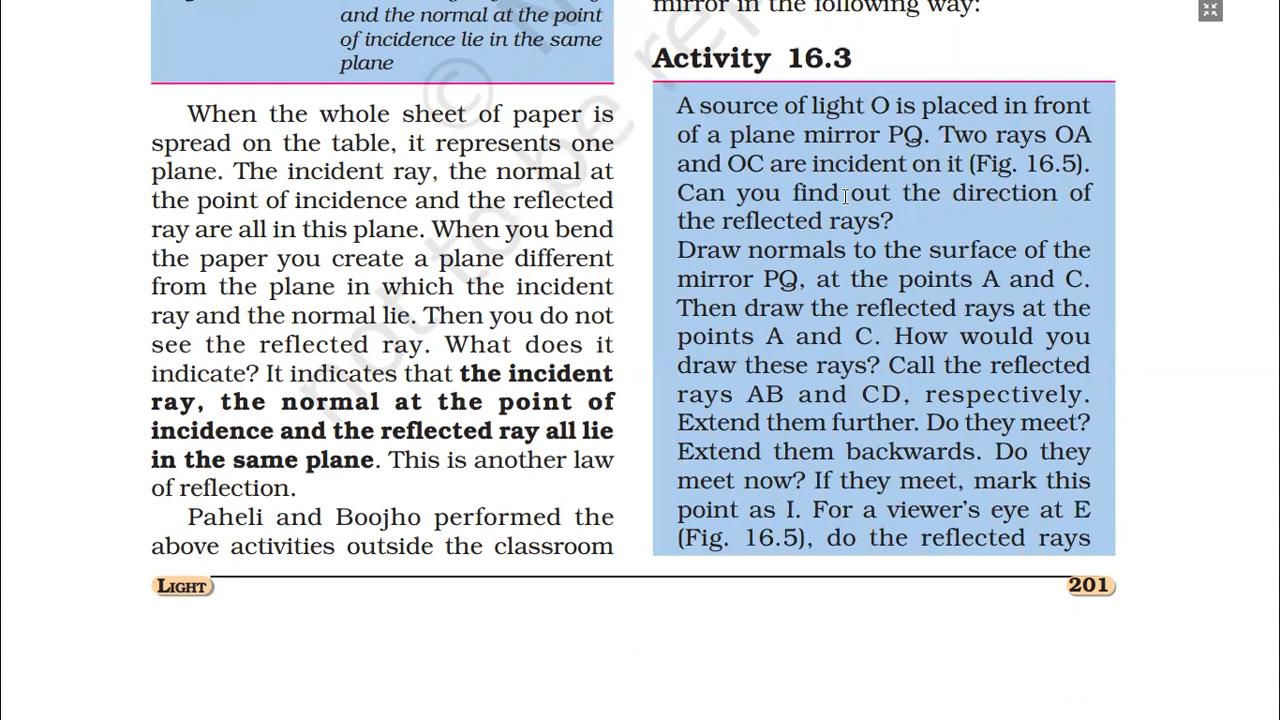 and the normal at the point
of incidence lie in the same
plane
When the whole sheet of paper is
spread on the table, it represents one
plane. The incident ray, the normal at
the point of incidence and the reflected
ray are all in this plane. When you bend
the paper you create a plane different
from the plane in which the incident
ray and the normal lie. Then you do not
see the reflected ray. What does it
indicate? It indicates that the incident
ray, the normal at the point of
incidence and the reflected ray all lie
in the same plane. This is another law
of reflection.
Paheli and Boojho performed the
above activities outside the classroom
mirror in the following way:
Activity 16.3
A source of light O is placed in front
of a plane mirror PQ. Two rays OA
and OC are incident on it (Fig. 16.5).
Can you find out the direction of
the reflected rays?
Draw normals to the surface of the
mirror PQ, at the points A and C.
Then draw the reflected rays at the
points A and C. How would you
draw these rays? Call the reflected
rays AB and CD, respectively.
Extend them further. Do they meet?
Extend them backwards. Do they
meet now? If they meet, mark this
point as I. For a viewer's eye at E
(Fig. 16.5), do the reflected rays
LIGHT
201
© N
not to be re